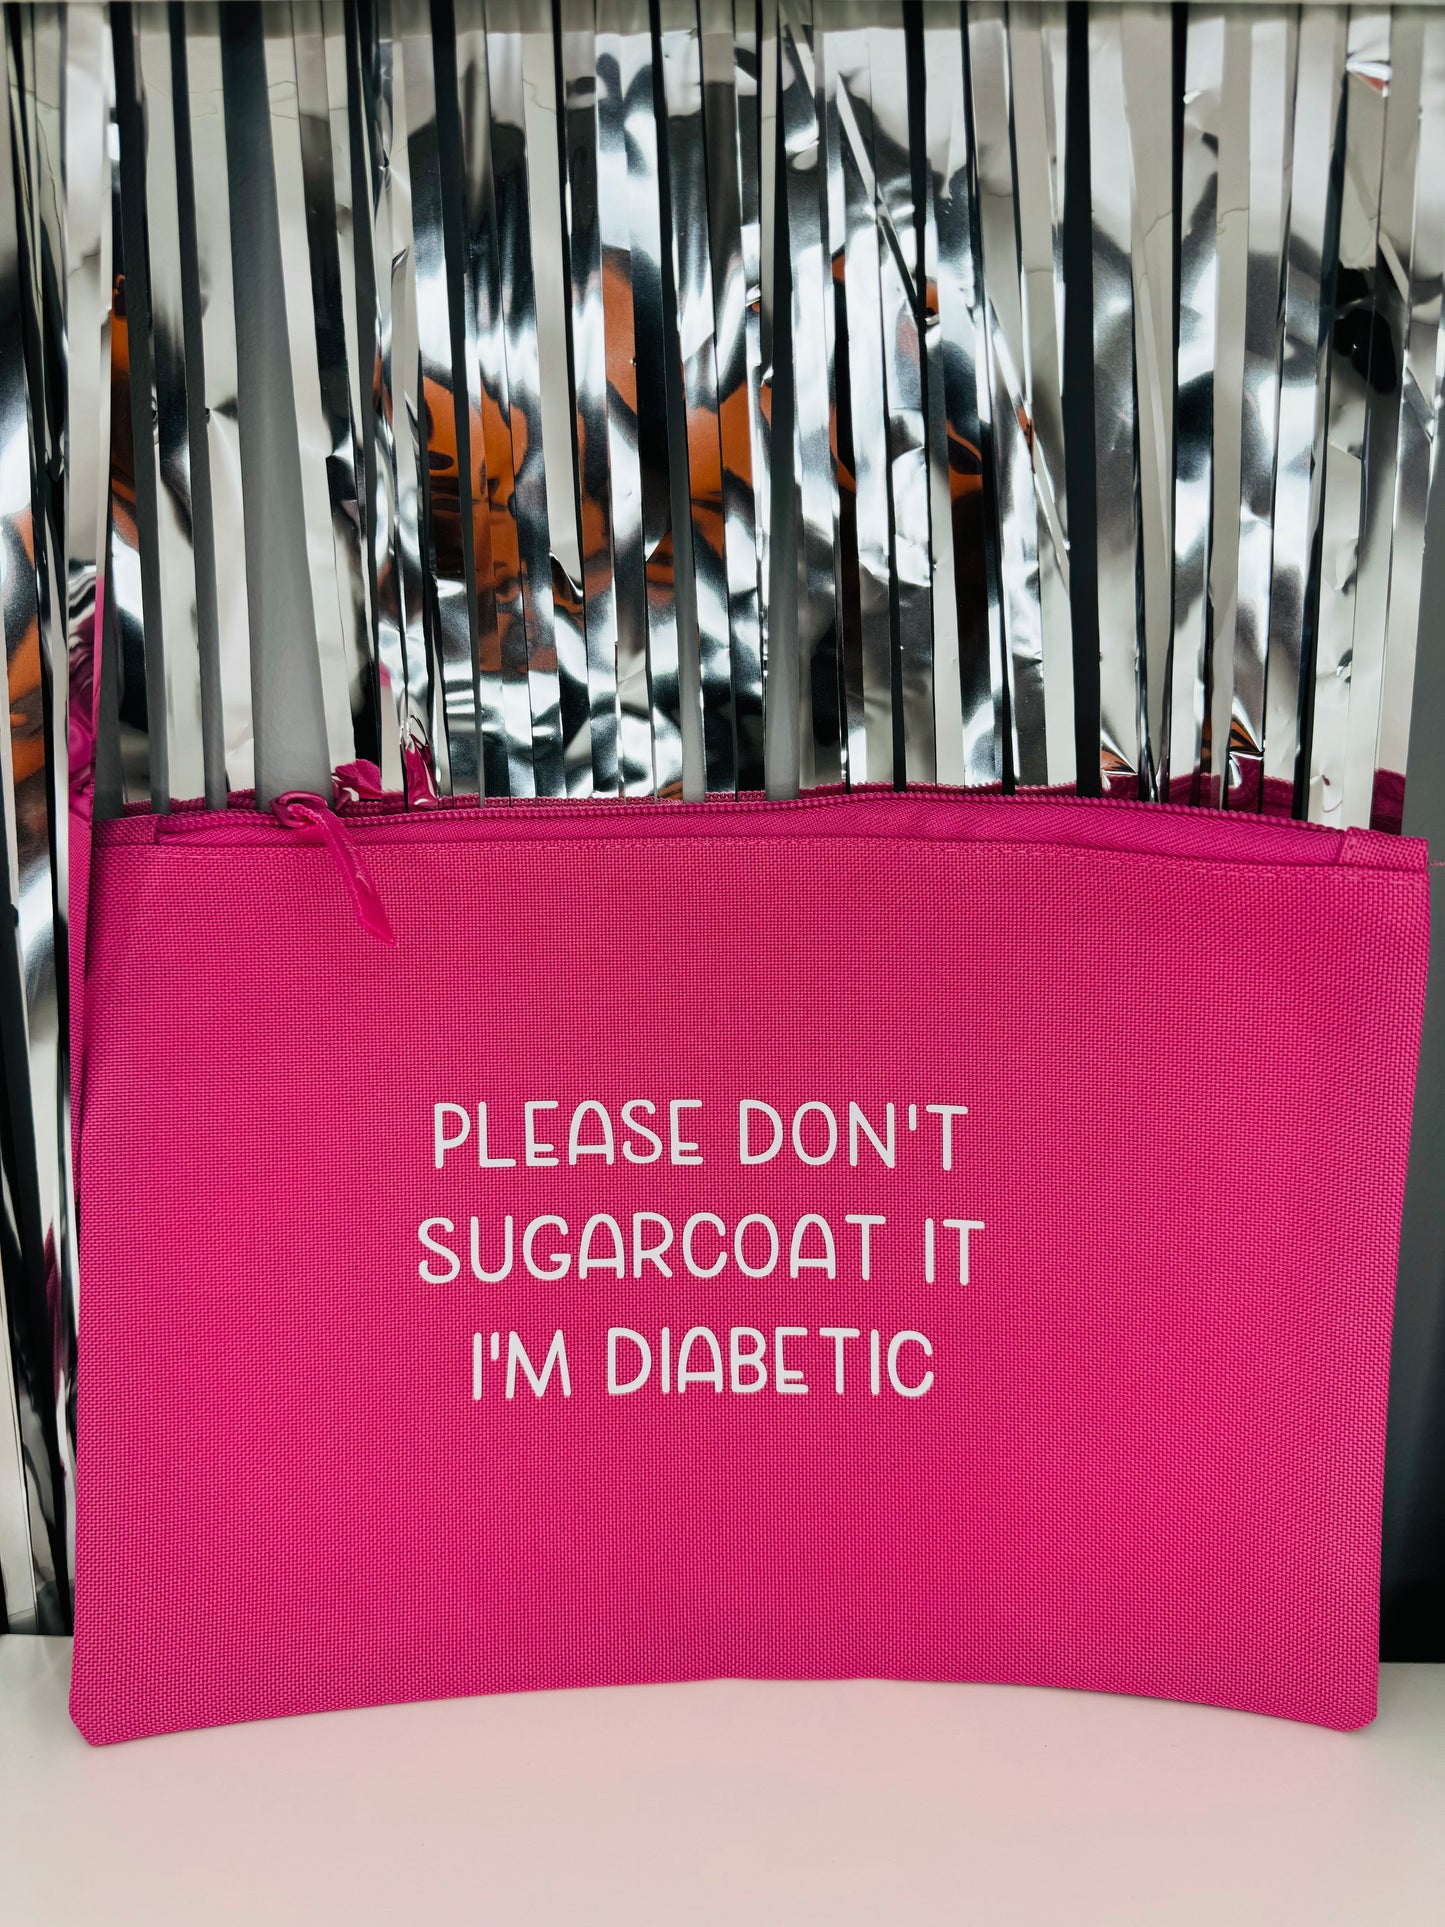 PLEASE DON'T
SUGARCOAT IT
I'M DIABETIC